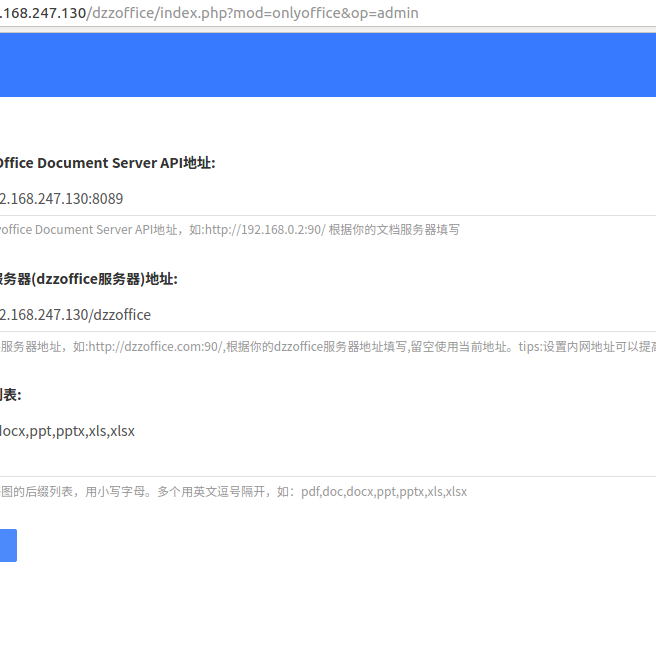 .168.247.130/dzzoffice/index.php?mod=onlyoffice&op=admin
Office Document Server API地址:
2.168.247.130:8089
yoffice Document Server API地址，如:http://192.168.0.2:90/ 根据你的文档服务器填写
服务器(dzzoffice服务器)地址:
2.168.247.130/dzzoffice
服务器地址，如:http://dzzoffice.com:90/,根据你的dzzoffice服务器地址填写,留空使用当前地址。tips:设置内网地址可以提高
列表:
docx,ppt,pptx,xls,xlsx
图的后缀列表，用小写字母。多个用英文逗号隔开，如：pdf,doc,docx,ppt,pptx,xls,xlsx